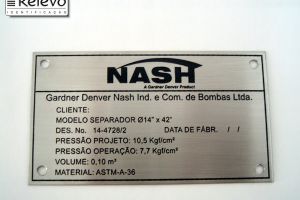 Relevo
IDENTIFICAÇÃO
NASH
A Gardner Denver Product
Gardner Denver Nash Ind. e Com. de Bombas Ltda.
CLIENTE:
MODELO SEPARADOR Ø14" x 42"
DES. No. 14-4728/2 DATA DE FÁBR. / /
PRESSÃO PROJETO: 10,5 Kgf/cm²
PRESSÃO OPERAÇÃO: 7,7 Kgf/cm²
VOLUME: 0,10 m³
MATERIAL: ASTM-A-36